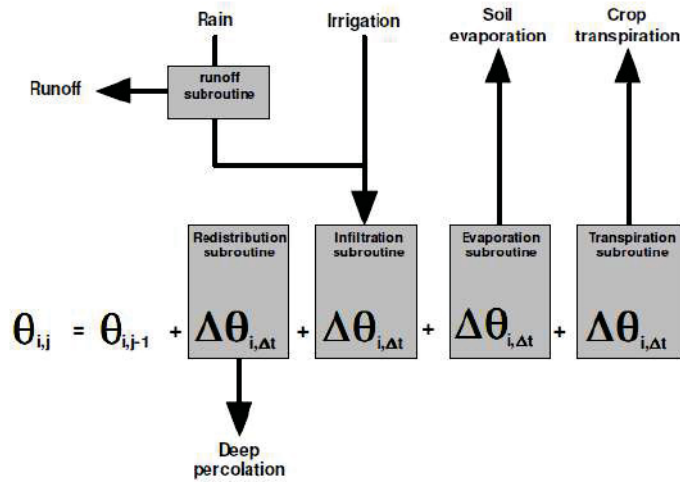 Rain
Irrigation
Soil
evaporation
Crop
transpiration
Runoff
runoff
subroutine
Redistribution
subroutine
Infiltration
subroutine
Evaporation
subroutine
Transpiration
subroutine
θi,j = θi,j-1 + Δθi,Δt + Δθi,Δt + Δθi,Δt + Δθi,Δt
Deep
percolation